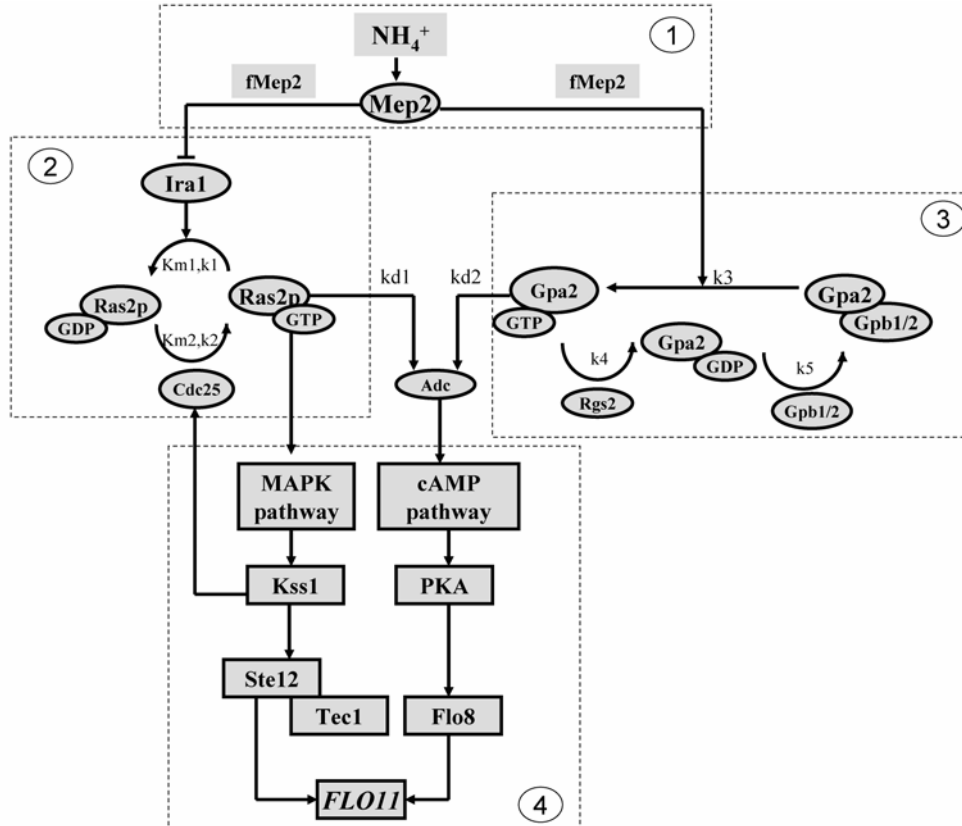 NH₄⁺
1
fMep2
fMep2
Mep2
2
Ira1
3
Km1,k1
kd1
kd2
k3
Ras2p
GDP
Ras2p
GTP
Gpa2
GTP
Gpa2
Gpb1/2
Km2,k2
k4
Gpa2
GDP
k5
Cdc25
Adc
Rgs2
Gpb1/2
MAPK
pathway
cAMP
pathway
Kss1
PKA
Ste12
Tec1
Flo8
FLO11
4